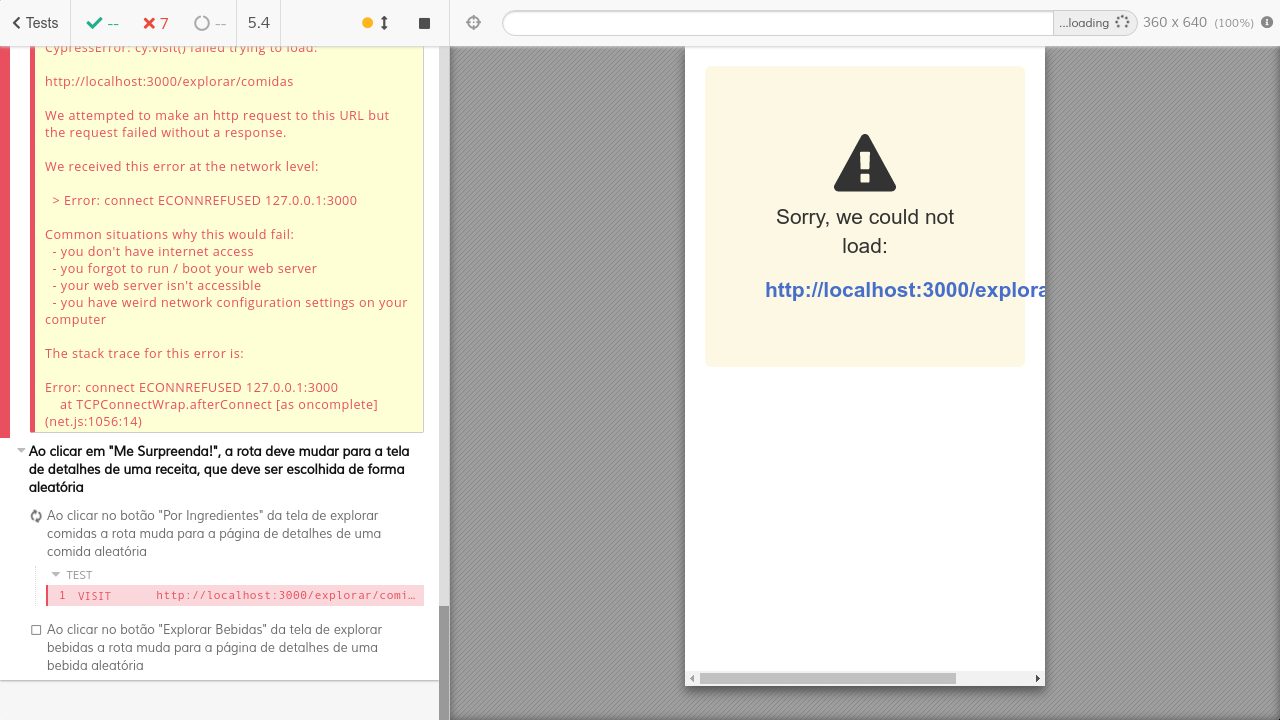 Tests
--
7
--
5.4
...loading
360 x 640 (100%)
CypressError: cy.visit() failed trying to load:
http://localhost:3000/explorar/comidas
We attempted to make an http request to this URL but
the request failed without a response.
We received this error at the network level:
> Error: connect ECONNREFUSED 127.0.0.1:3000
Common situations why this would fail:
- you don't have internet access
- you forgot to run / boot your web server
- your web server isn't accessible
- you have weird network configuration settings on your
computer
The stack trace for this error is:
Error: connect ECONNREFUSED 127.0.0.1:3000
at TCPConnectWrap.afterConnect [as oncomplete]
(net.js:1056:14)
Ao clicar em "Me Surpreenda!", a rota deve mudar para a tela
de detalhes de uma receita, que deve ser escolhida de forma
aleatória
Ao clicar no botão "Por Ingredientes" da tela de explorar
comidas a rota muda para a página de detalhes de uma
comida aleatória
TEST
1 VISIT http://localhost:3000/explorar/comi…
Ao clicar no botão "Explorar Bebidas" da tela de explorar
bebidas a rota muda para a página de detalhes de uma
bebida aleatória
Sorry, we could not
load:
http://localhost:3000/explora